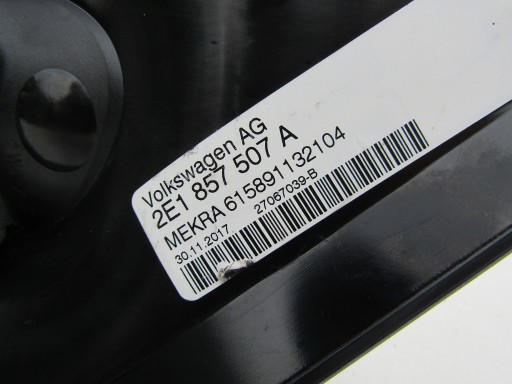 Volkswagen AG
2E1 857 507 A
MEKRA 615891132104
30.11.2017 27067039-B